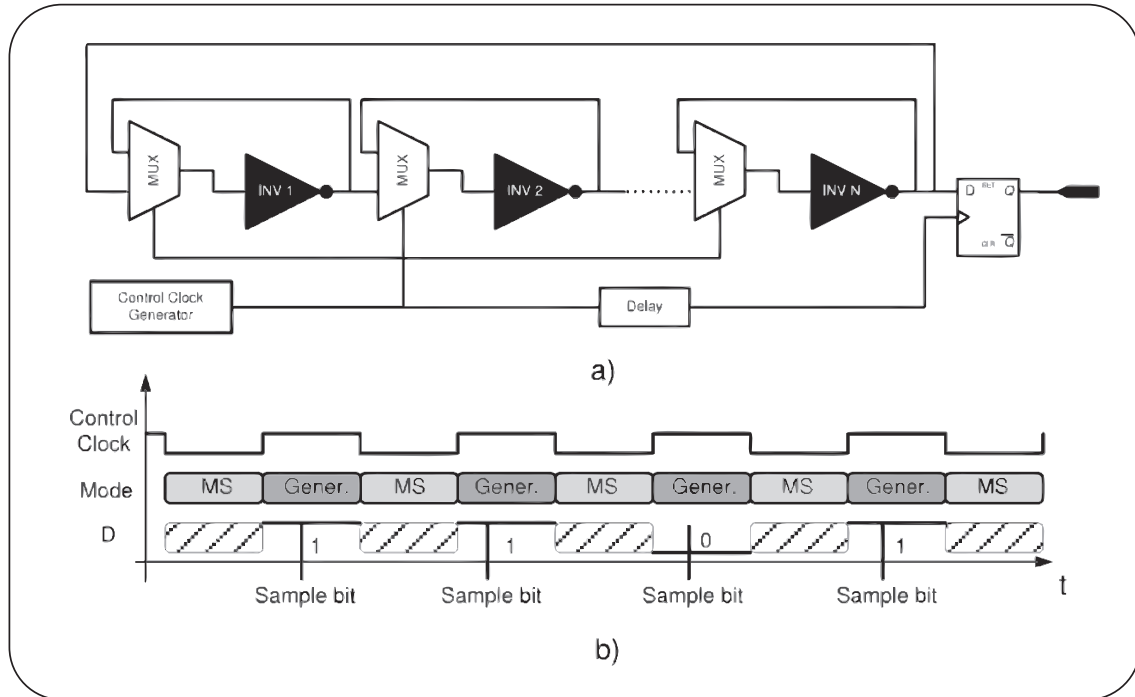 MUX
INV 1
MUX
INV 2
MUX
INV N
D
Q
Q
Control Clock
Generator
Delay
a)
Control
Clock
Mode
MS
Gener.
MS
Gener.
MS
Gener.
MS
Gener.
MS
D
1
1
0
1
Sample bit
Sample bit
Sample bit
Sample bit
t
b)